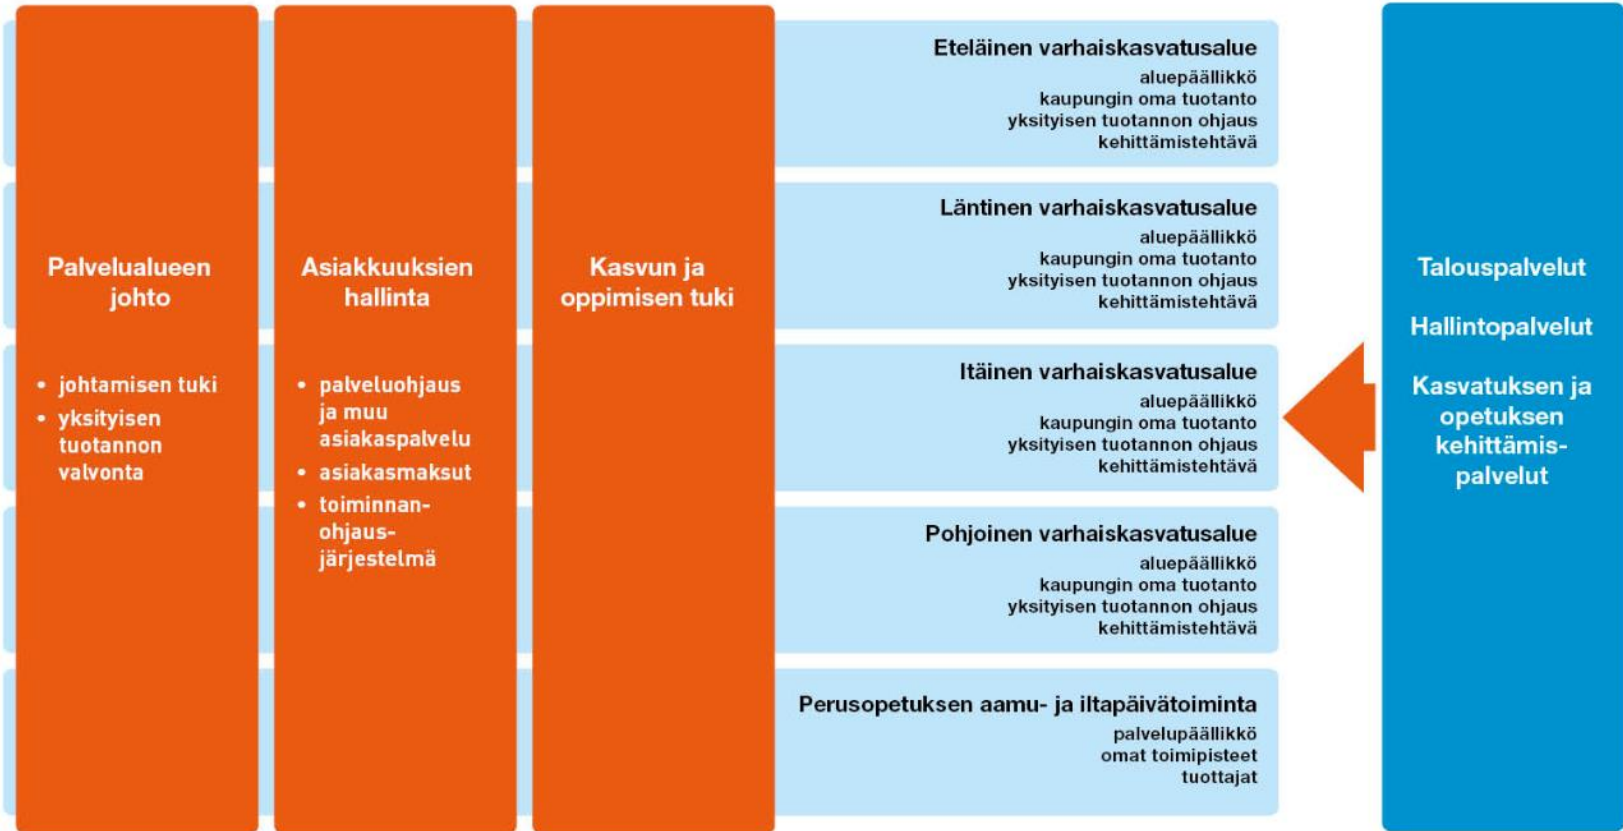 Palvelualueen
johto
• johtamisen tuki
• yksityisen
tuotannon
valvonta
Asiakkuuksien
hallinta
• palveluohjaus
ja muu
asiakaspalvelu
• asiakasmaksut
• toiminnan-
ohjaus-
järjestelmä
Kasvun ja
oppimisen tuki
Eteläinen varhaiskasvatusalue
aluepäällikkö
kaupungin oma tuotanto
yksityisen tuotannon ohjaus
kehittämistehtävä
Läntinen varhaiskasvatusalue
aluepäällikkö
kaupungin oma tuotanto
yksityisen tuotannon ohjaus
kehittämistehtävä
Itäinen varhaiskasvatusalue
aluepäällikkö
kaupungin oma tuotanto
yksityisen tuotannon ohjaus
kehittämistehtävä
Pohjoinen varhaiskasvatusalue
aluepäällikkö
kaupungin oma tuotanto
yksityisen tuotannon ohjaus
kehittämistehtävä
Perusopetuksen aamu- ja iltapäivätoiminta
palvelupäällikkö
omat toimipisteet
tuottajat
Talouspalvelut
Hallintopalvelut
Kasvatuksen ja
opetuksen
kehittämis-
palvelut